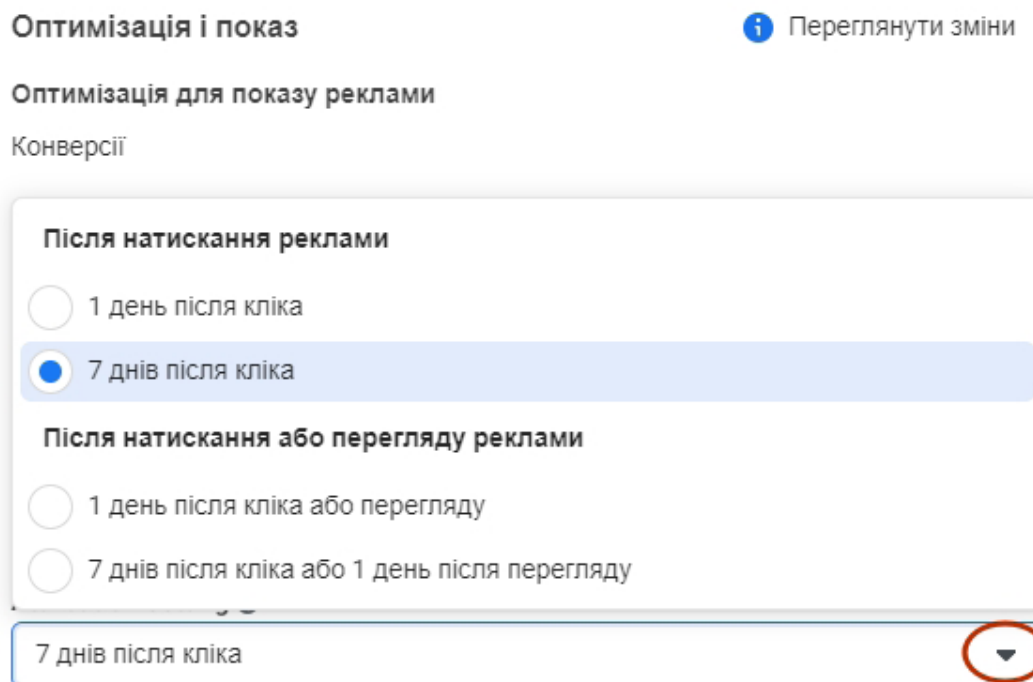 Оптимізація і показ
Переглянути зміни
Оптимізація для показу реклами
Конверсії
Після натискання реклами
1 день після кліка
7 днів після кліка
Після натискання або перегляду реклами
1 день після кліка або перегляду
7 днів після кліка або 1 день після перегляду
7 днів після кліка